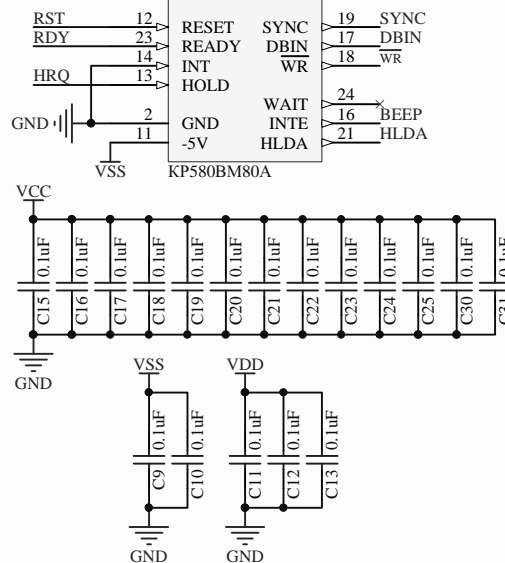 RST 12 RESET SYNC 19 SYNC
RDY 23 READY DBIN 17 DBIN
14 INT WR 18 WR
HRQ 13 HOLD
WAIT 24
GND 2 GND INTE 16 BEEP
11 -5V HLDA 21 HLDA
VSS
KP580BM80A
VCC
0.1uF 0.1uF 0.1uF 0.1uF 0.1uF 0.1uF 0.1uF 0.1uF 0.1uF 0.1uF 0.1uF 0.1uF 0.1uF
C15 C16 C17 C18 C19 C20 C21 C22 C23 C24 C25 C30 C31
GND
VSS VDD
0.1uF 0.1uF 0.1uF 0.1uF 0.1uF
C9 C10 C11 C12 C13
GND GND